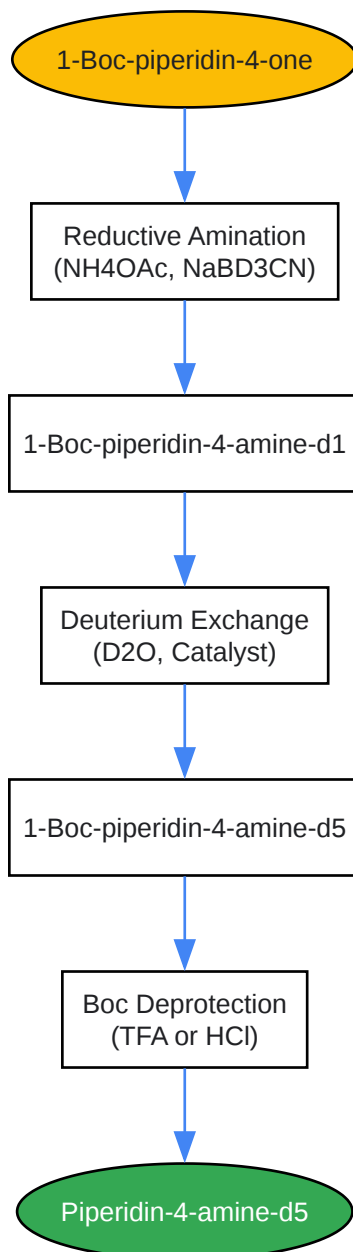 1-Boc-piperidin-4-one
Reductive Amination
(NH4OAc, NaBD3CN)
1-Boc-piperidin-4-amine-d1
Deuterium Exchange
(D2O, Catalyst)
1-Boc-piperidin-4-amine-d5
Boc Deprotection
(TFA or HCl)
Piperidin-4-amine-d5